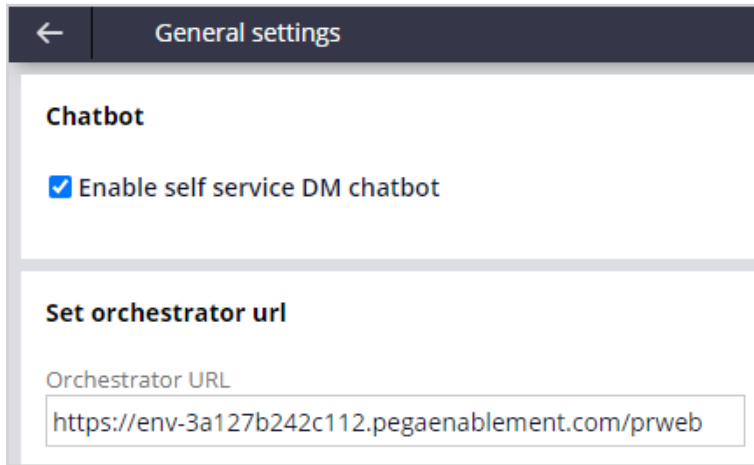 General settings
Chatbot
Enable self service DM chatbot
Set orchestrator url
Orchestrator URL
https://env-3a127b242c112.pegaenablement.com/prweb